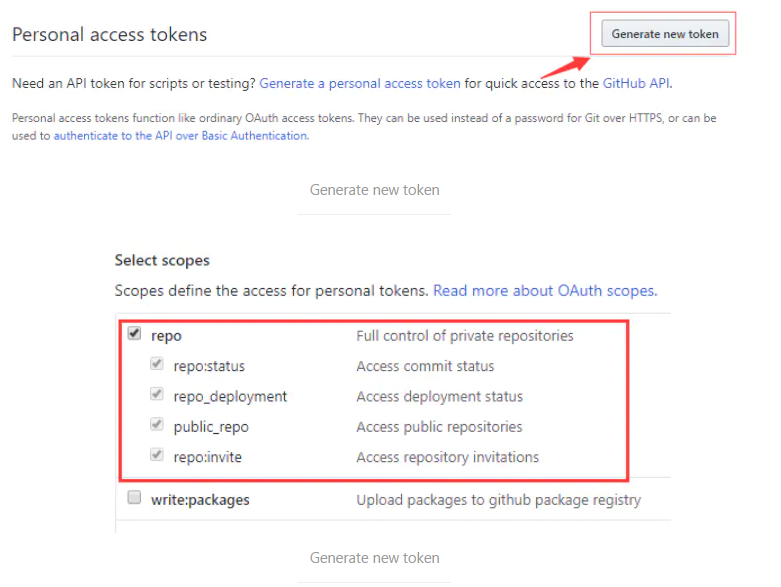 Personal access tokens
Generate new token
Need an API token for scripts or testing? Generate a personal access token for quick access to the GitHub API.
Personal access tokens function like ordinary OAuth access tokens. They can be used instead of a password for Git over HTTPS, or can be
used to authenticate to the API over Basic Authentication.
Generate new token
Select scopes
Scopes define the access for personal tokens. Read more about OAuth scopes.
repo Full control of private repositories
repo:status Access commit status
repo_deployment Access deployment status
public_repo Access public repositories
repo:invite Access repository invitations
write:packages Upload packages to github package registry
Generate new token